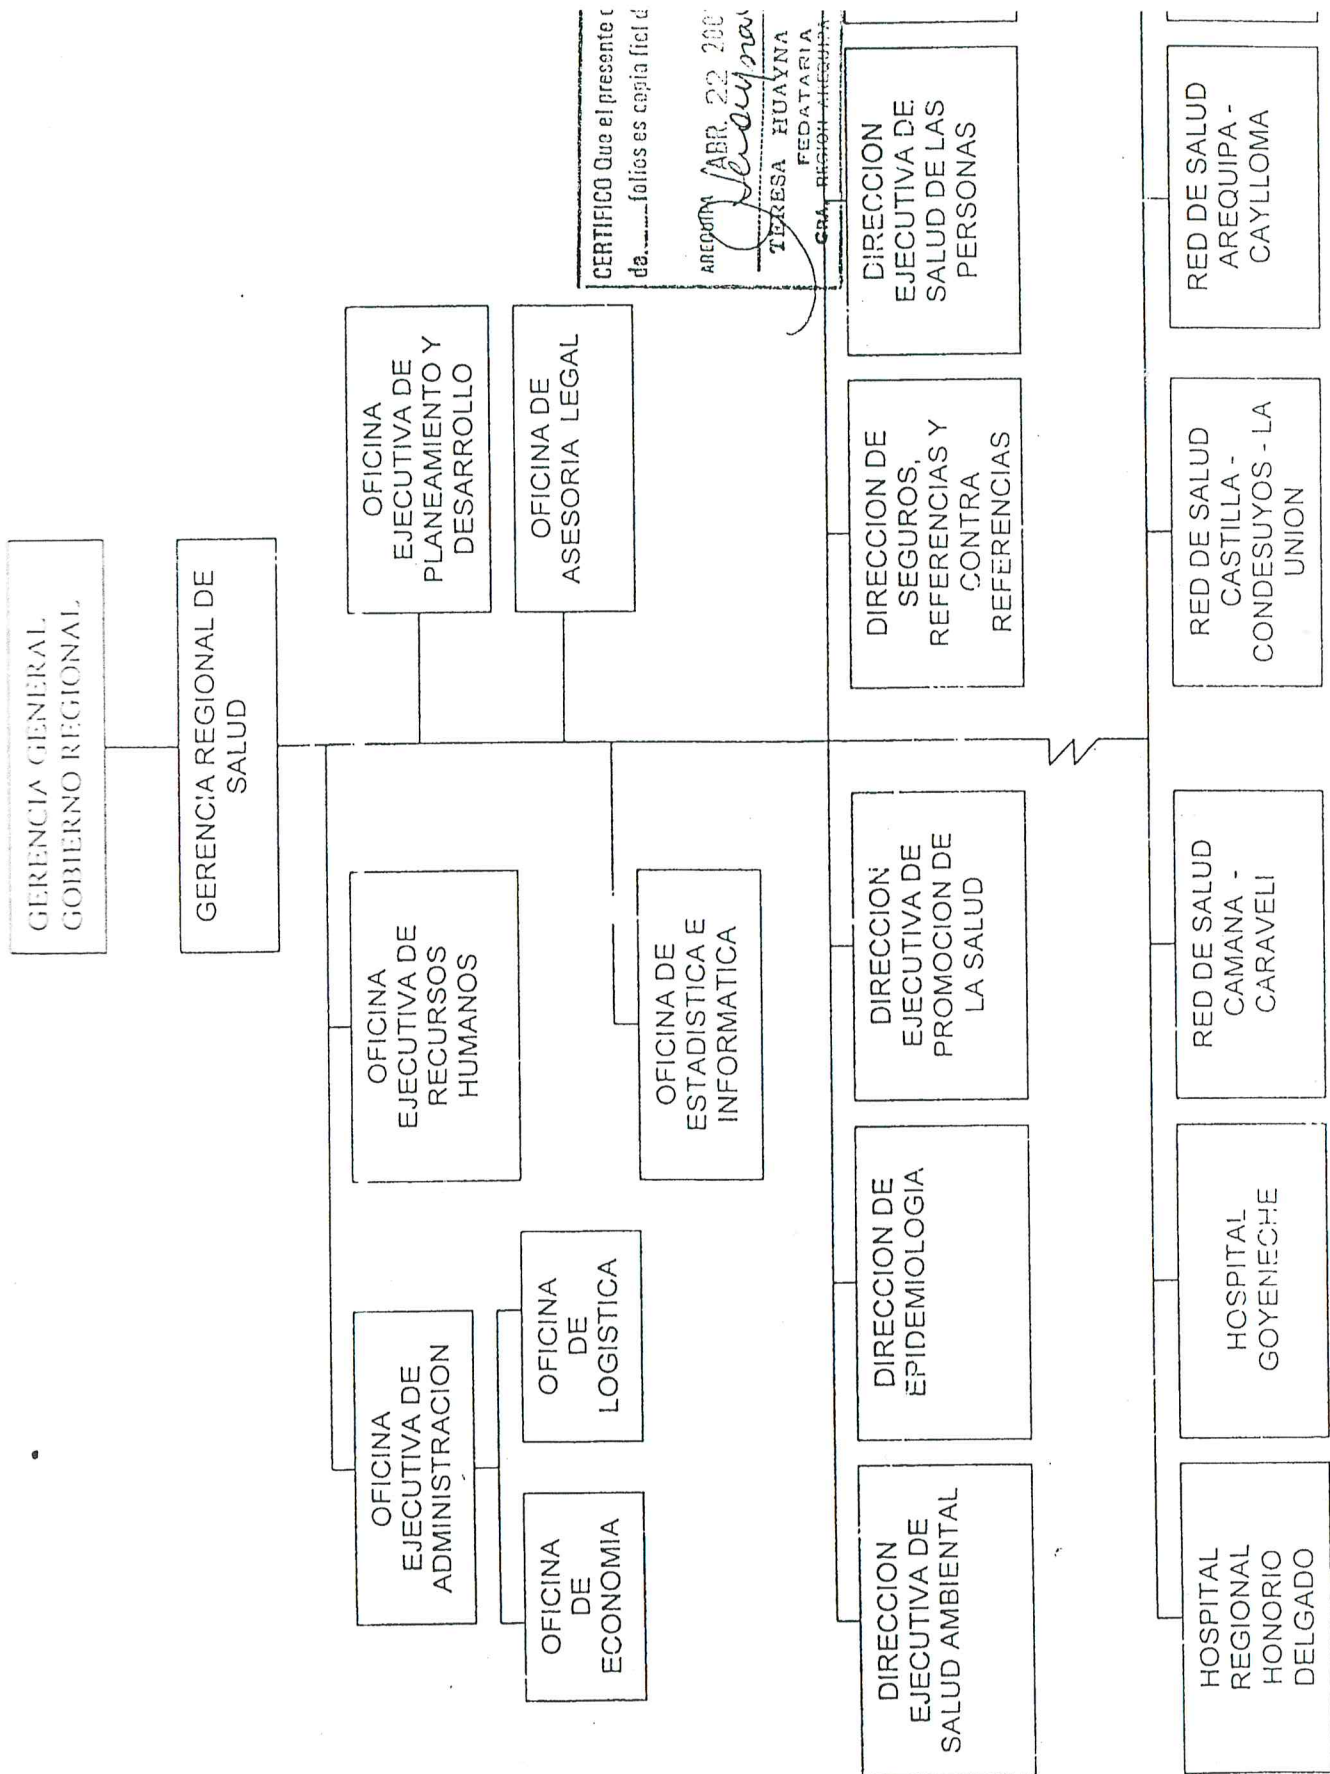 GERENCIA GENERAL
GOBIERNO REGIONAL
GERENCIA REGIONAL DE
SALUD
OFICINA
EJECUTIVA DE
ADMINISTRACION
OFICINA
DE
ECONOMIA
OFICINA
DE
LOGISTICA
OFICINA
EJECUTIVA DE
RECURSOS
HUMANOS
OFICINA DE
ESTADISTICA E
INFORMATICA
OFICINA
EJECUTIVA DE
PLANEAMIENTO Y
DESARROLLO
OFICINA DE
ASESORIA LEGAL
CERTIFICO Que el presente
de......folios es copia fiel d
AREQUIPA ABR. 22 200
TERESA HUAYNA
FEDATARIA
GRA. REGION AREQUIPA
DIRECCION
EJECUTIVA DE
SALUD AMBIENTAL
DIRECCION DE
EPIDEMIOLOGIA
DIRECCION
EJECUTIVA DE
PROMOCION DE
LA SALUD
DIRECCION DE
SEGUROS,
REFERENCIAS Y
CONTRA
REFERENCIAS
DIRECCION
EJECUTIVA DE
SALUD DE LAS
PERSONAS
HOSPITAL
REGIONAL
HONORIO
DELGADO
HOSPITAL
GOYENECHE
RED DE SALUD
CAMANA -
CARAVELI
RED DE SALUD
CASTILLA -
CONDESUYOS - LA
UNION
RED DE SALUD
AREQUIPA -
CAYLLOMA